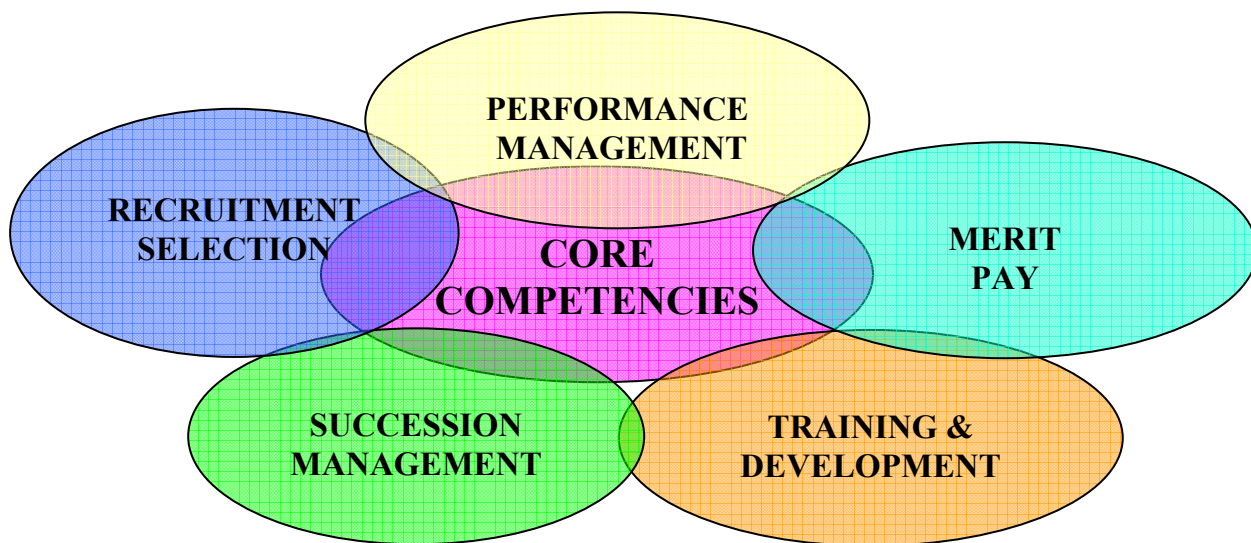 PERFORMANCE
MANAGEMENT
RECRUITMENT
SELECTION
CORE
COMPETENCIES
MERIT
PAY
SUCCESSION
MANAGEMENT
TRAINING &
DEVELOPMENT